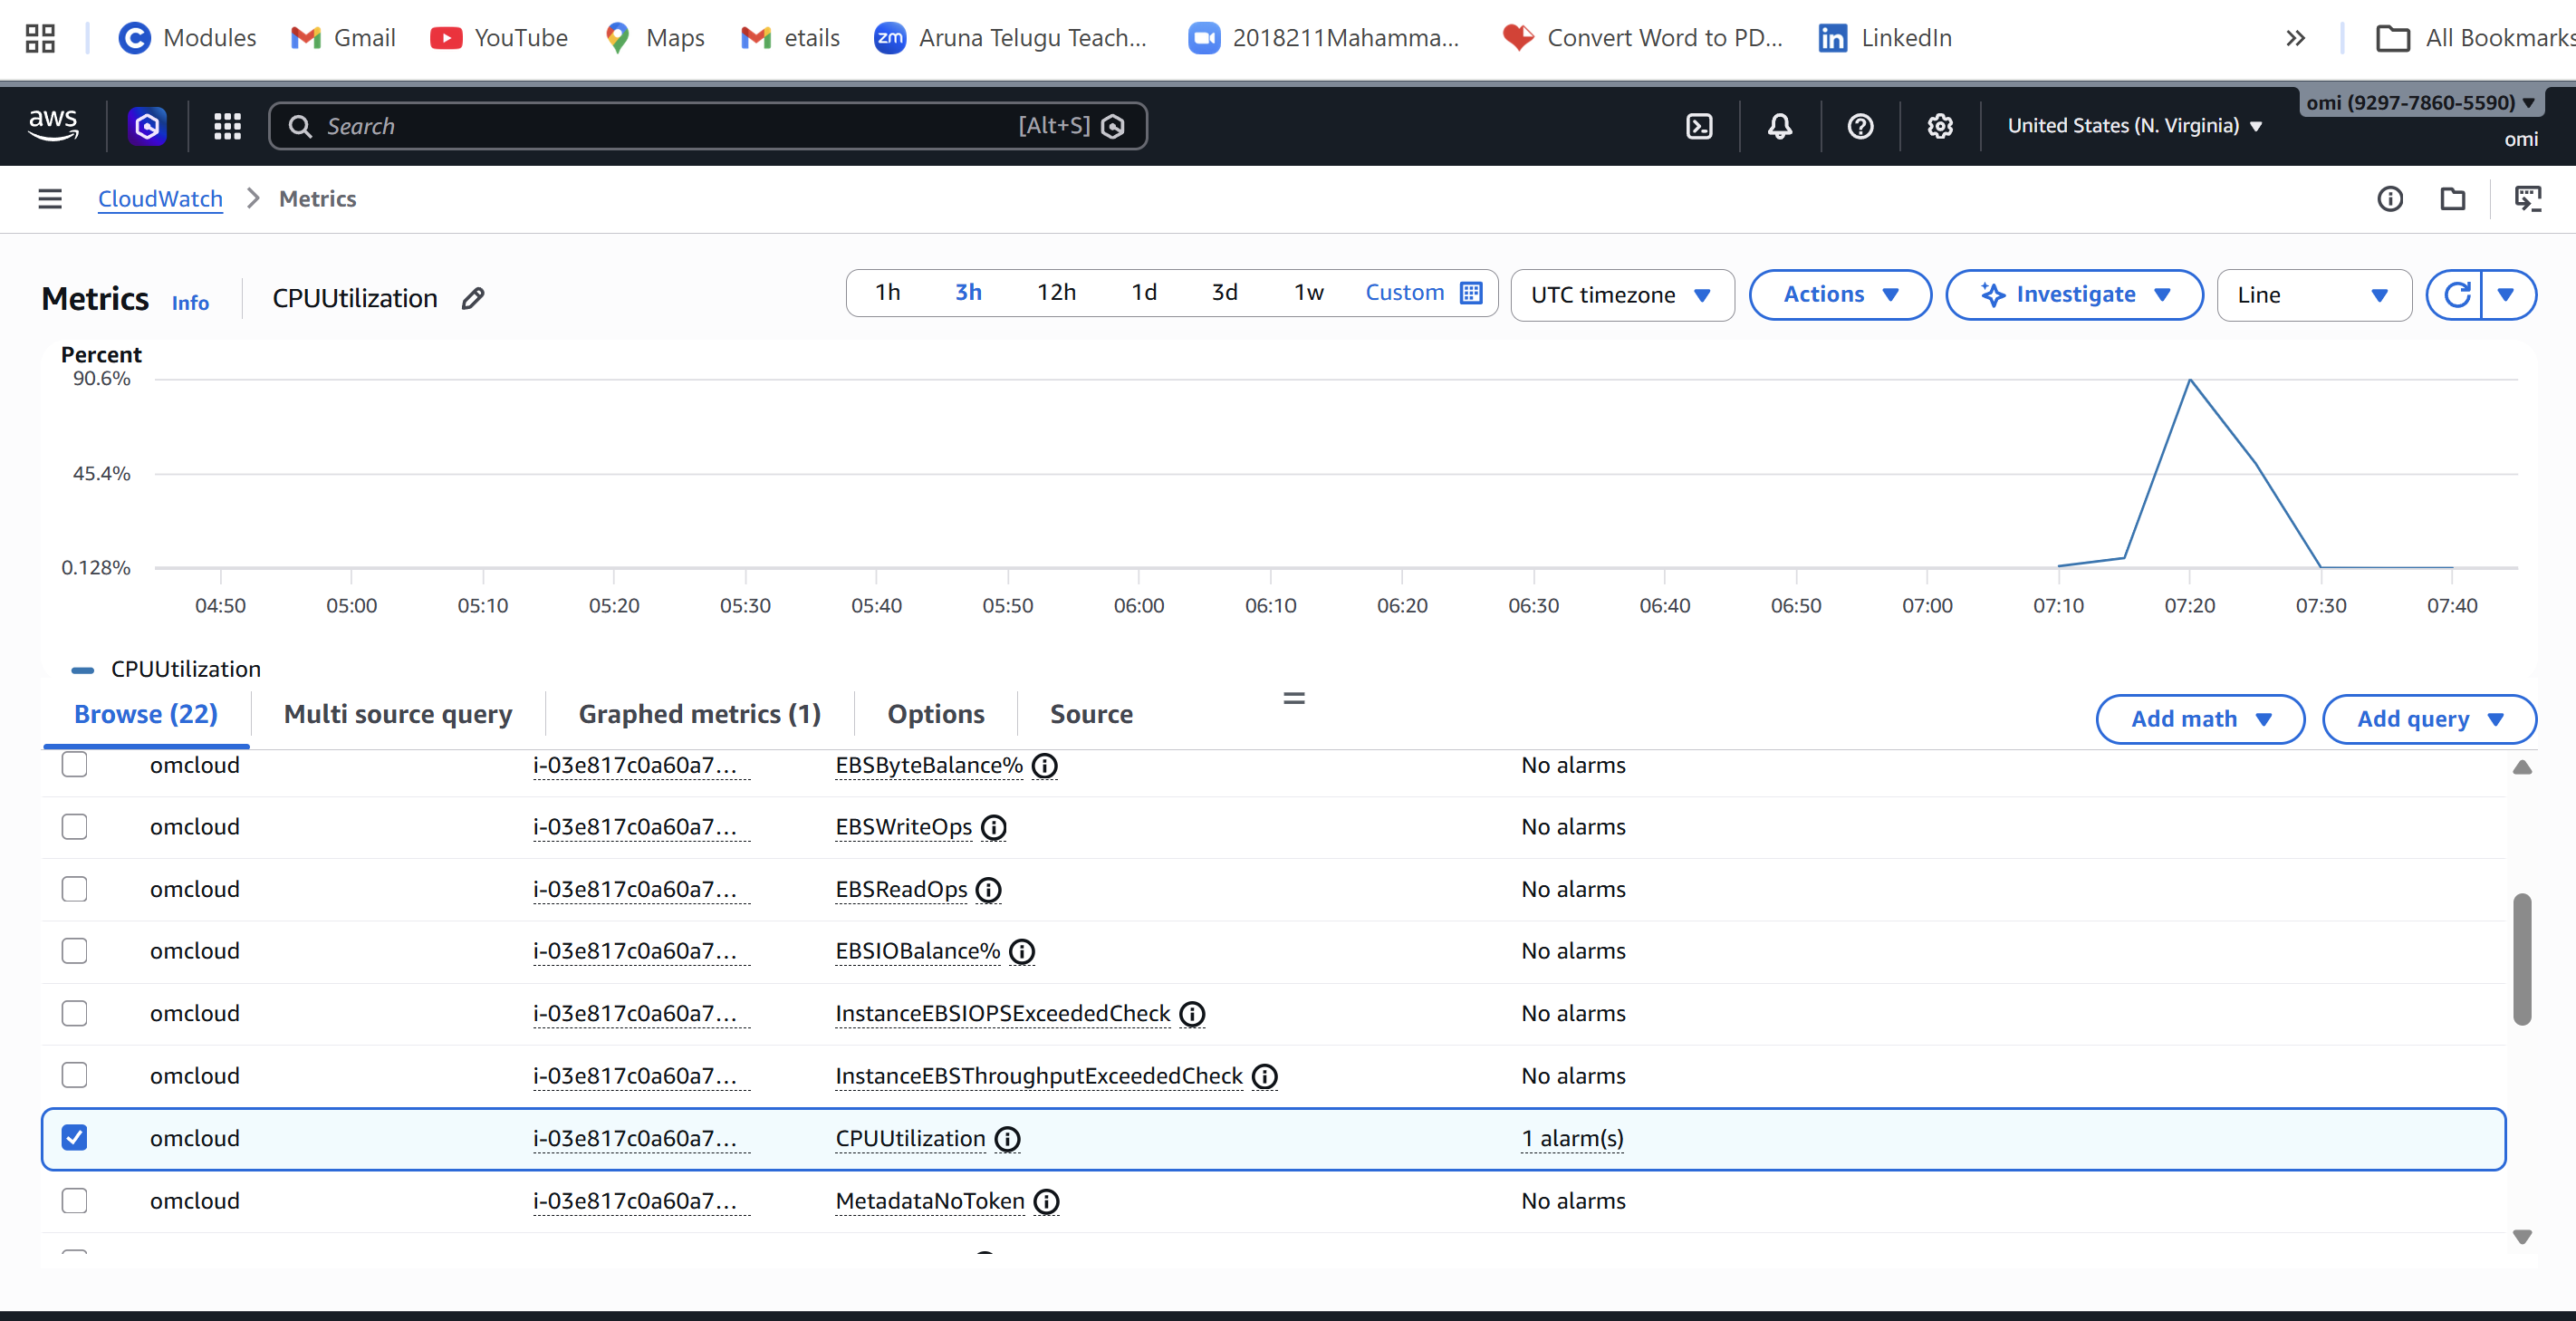 Modules Gmail YouTube Maps etails Aruna Telugu Teach... 2018211Mahamma... Convert Word to PD... LinkedIn All Bookmarks
aws Search [Alt+S] United States (N. Virginia) omi (9297-7860-5590)
omi
CloudWatch Metrics
Metrics Info CPUUtilization 1h 3h 12h 1d 3d 1w Custom UTC timezone Actions Investigate Line
Percent
90.6%
45.4%
0.128%
04:50 05:00 05:10 05:20 05:30 05:40 05:50 06:00 06:10 06:20 06:30 06:40 06:50 07:00 07:10 07:20 07:30 07:40
CPUUtilization
Browse (22) Multi source query Graphed metrics (1) Options Source Add math Add query
omcloud i-03e817c0a60a7... EBSByteBalance% No alarms
omcloud i-03e817c0a60a7... EBSWriteOps No alarms
omcloud i-03e817c0a60a7... EBSReadOps No alarms
omcloud i-03e817c0a60a7... EBSIOBalance% No alarms
omcloud i-03e817c0a60a7... InstanceEBSIOPSExceededCheck No alarms
omcloud i-03e817c0a60a7... InstanceEBSThroughputExceededCheck No alarms
omcloud i-03e817c0a60a7... CPUUtilization 1 alarm(s)
omcloud i-03e817c0a60a7... MetadataNoToken No alarms